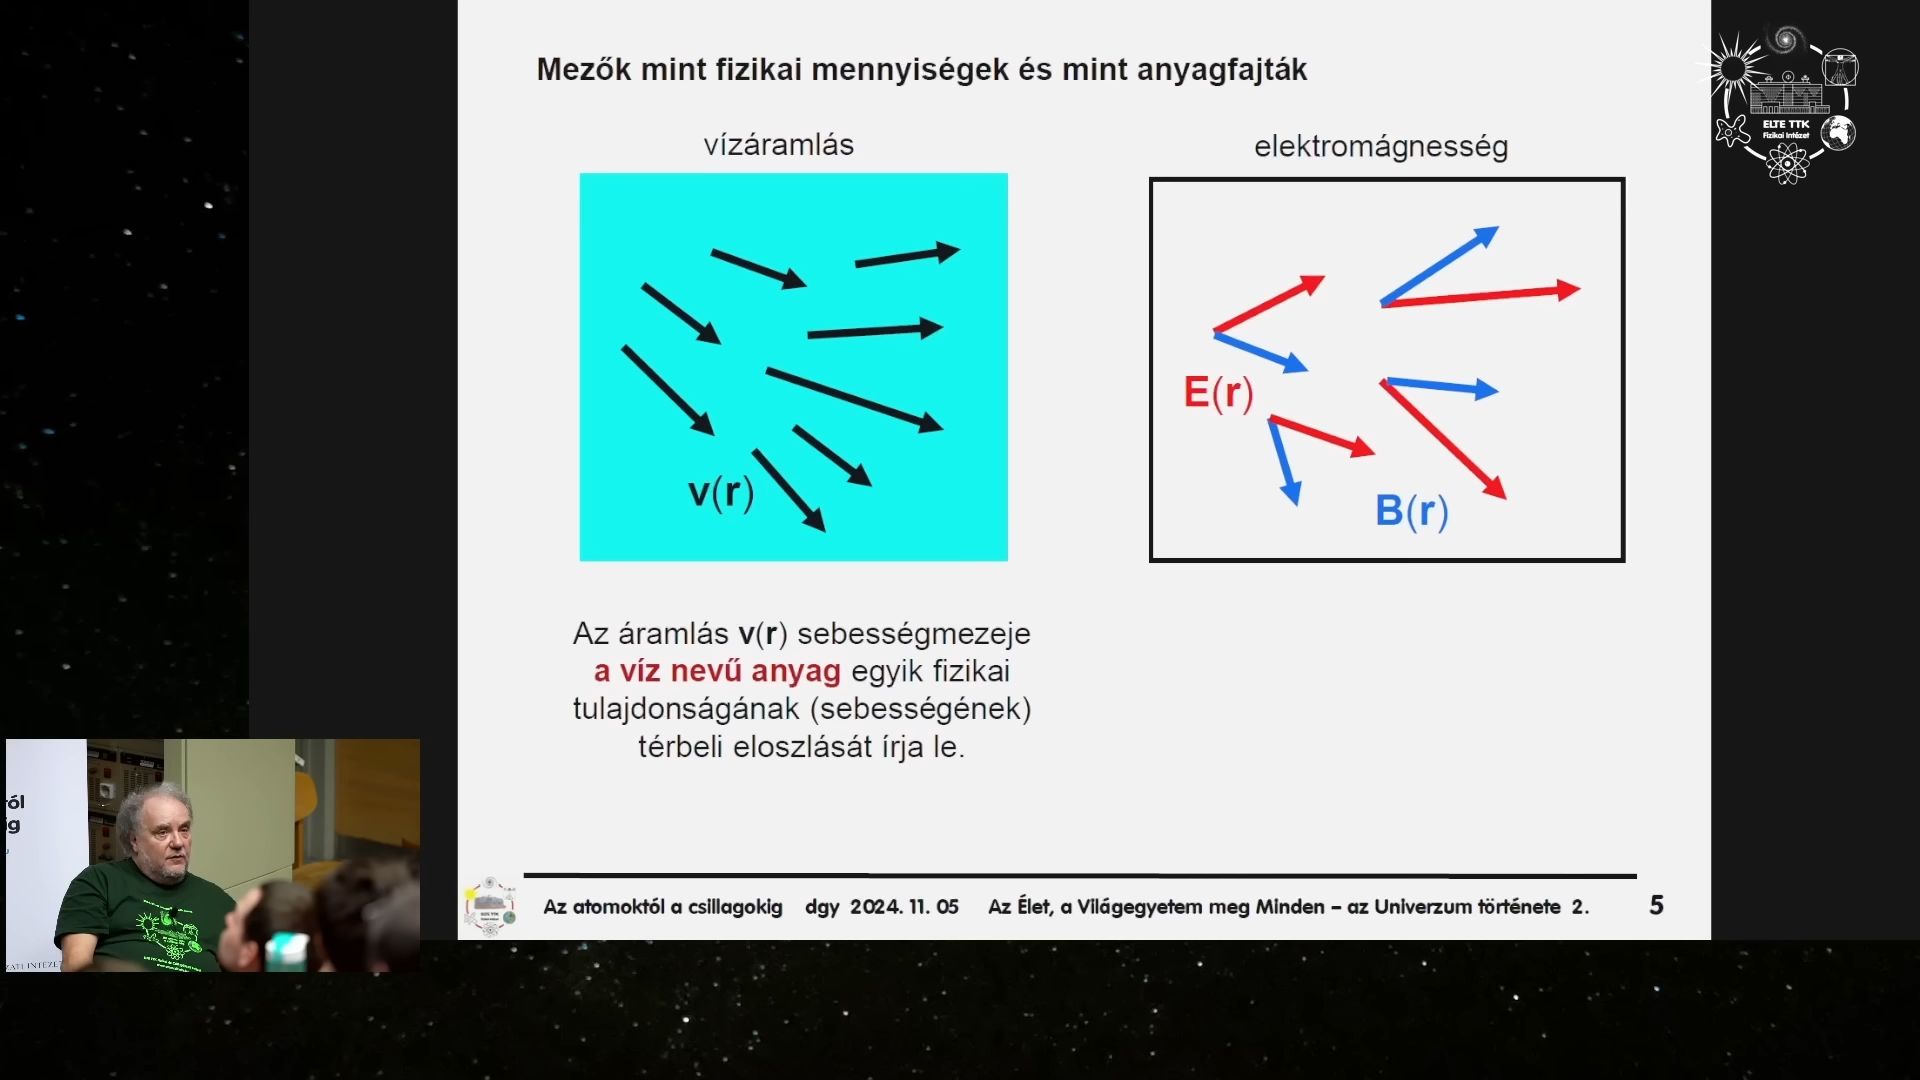 Mezők mint fizikai mennyiségek és mint anyagfajták
vízáramlás
elektromágnesség
v(r)
E(r)
B(r)
Az áramlás v(r) sebességmezeje
a víz nevű anyag egyik fizikai
tulajdonságának (sebességének)
térbeli eloszlását írja le.
Az atomoktól a csillagokig dgy 2024. 11. 05 Az Élet, a Világegyetem meg Minden – az Univerzum története 2. 5
ELTE TTK
Fizikai Intézet